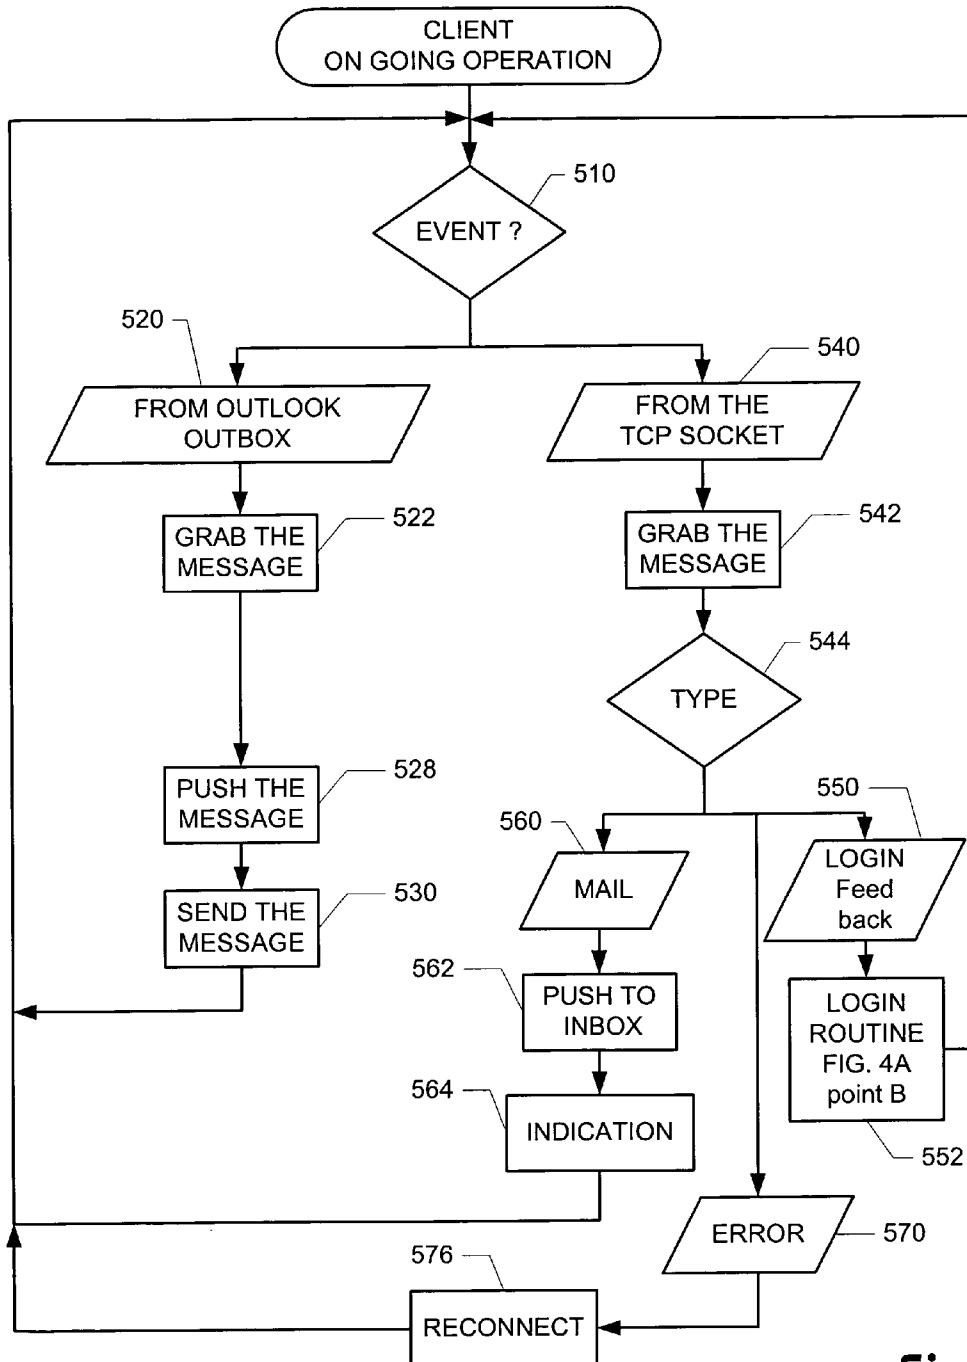 CLIENT
ON GOING OPERATION
510
EVENT ?
520
540
FROM OUTLOOK
OUTBOX
FROM THE
TCP SOCKET
522
GRAB THE
MESSAGE
542
GRAB THE
MESSAGE
544
TYPE
528
PUSH THE
MESSAGE
550
560
LOGIN
Feed
back
MAIL
530
SEND THE
MESSAGE
562
PUSH TO
INBOX
LOGIN
ROUTINE
FIG. 4A
point B
564
INDICATION
552
ERROR
570
576
RECONNECT